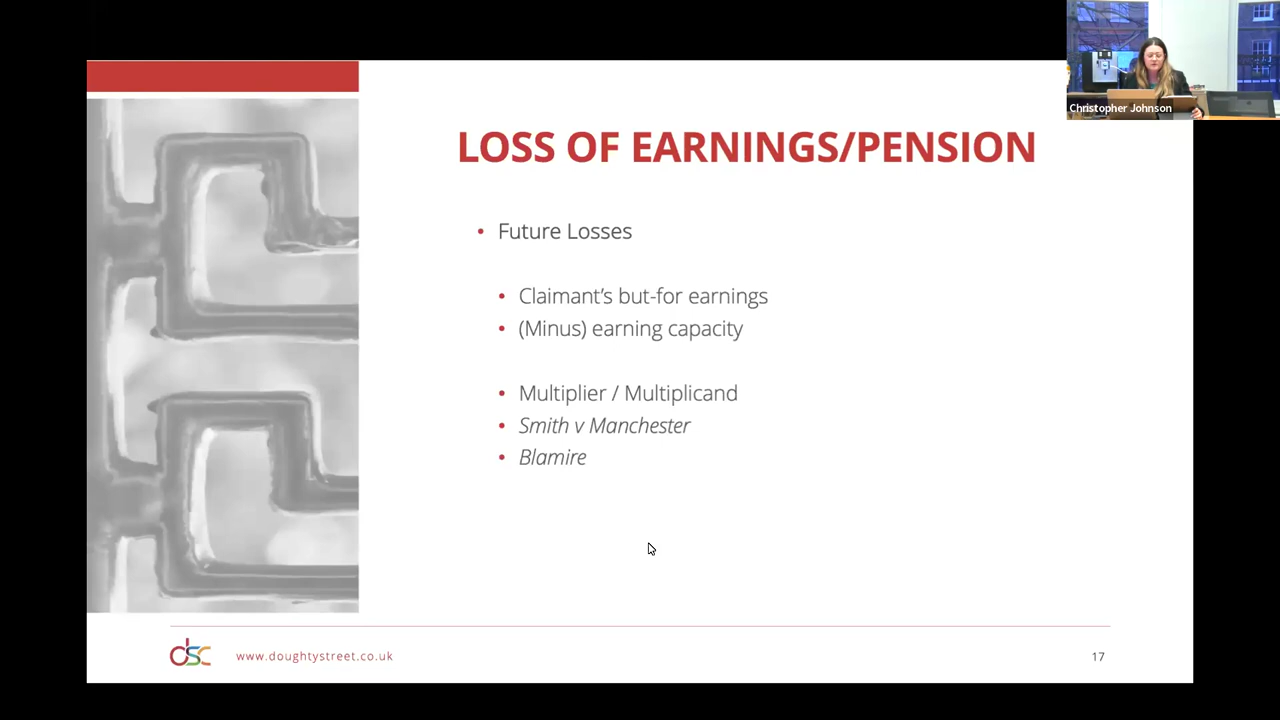 Christopher Johnson
LOSS OF EARNINGS/PENSION
• Future Losses
• Claimant’s but-for earnings
• (Minus) earning capacity
• Multiplier / Multiplicand
• Smith v Manchester
• Blamire
dsc
www.doughtystreet.co.uk
17